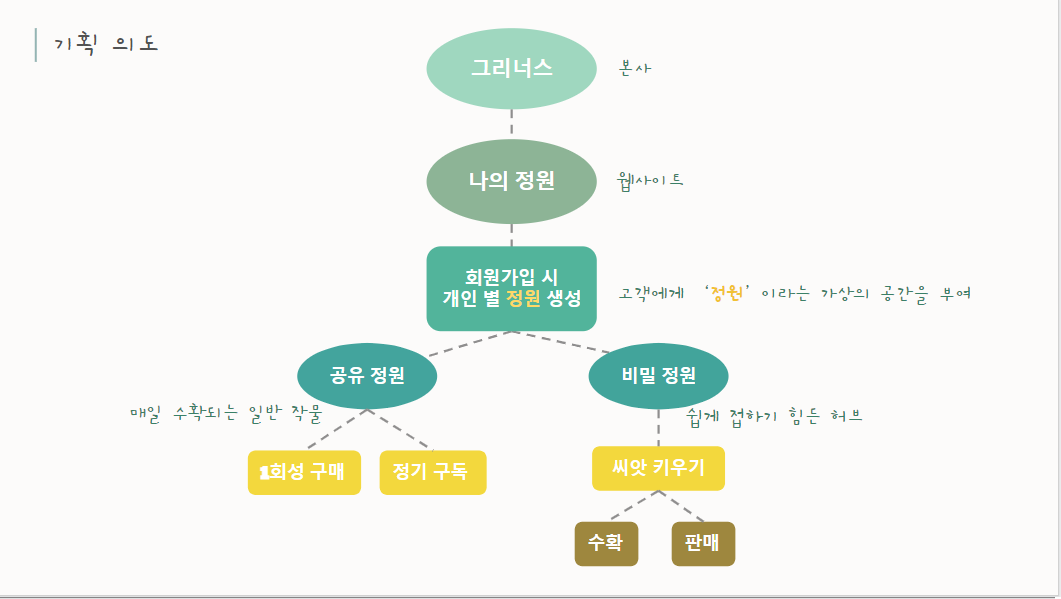 기획 의도
그리너스
본사
나의 정원
웹사이트
회원가입 시
개인 별 정원 생성
고객에게 ‘정원’ 이라는 가상의 공간을 부여
공유 정원
비밀 정원
매일 수확되는 일반 작물
쉽게 접하기 힘든 허브
1회성 구매
정기 구독
씨앗 키우기
수확
판매